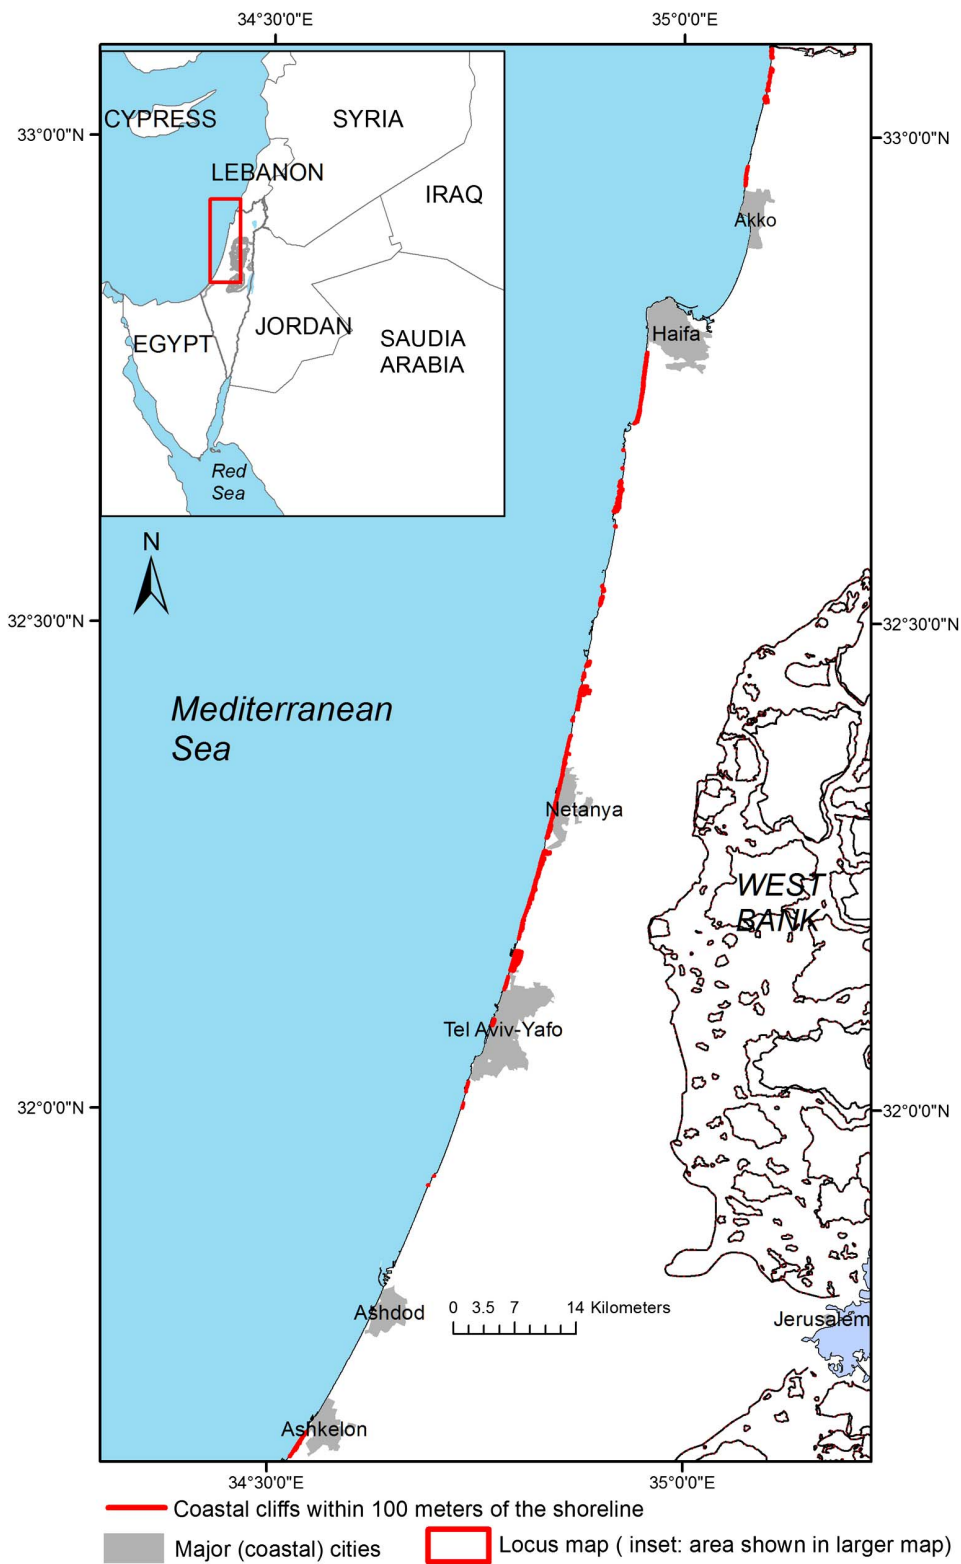 34°30'0"E
35°0'0"E
CYPRESS
SYRIA
33°0'0"N
33°0'0"N
LEBANON
IRAQ
Akko
JORDAN
EGYPT
SAUDIA
ARABIA
Haifa
Red
Sea
N
32°30'0"N
32°30'0"N
Mediterranean
Sea
Netanya
WEST
BANK
Tel Aviv-Yafo
32°0'0"N
32°0'0"N
Ashdod
0 3.5 7 14 Kilometers
Jerusalem
Ashkelon
34°30'0"E
35°0'0"E
Coastal cliffs within 100 meters of the shoreline
Major (coastal) cities
Locus map ( inset: area shown in larger map)